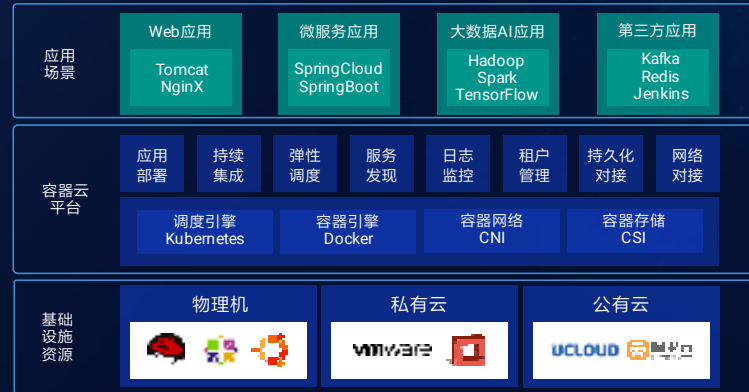 应用
场景
Web应用
Tomcat
NginX
微服务应用
SpringCloud
SpringBoot
大数据AI应用
Hadoop
Spark
TensorFlow
第三方应用
Kafka
Redis
Jenkins
容器云
平台
应用
部署
持续
集成
弹性
调度
服务
发现
日志
监控
租户
管理
持久化
对接
网络
对接
调度引擎
Kubernetes
容器引擎
Docker
容器网络
CNI
容器存储
CSI
基础
设施
资源
物理机
私有云
vmware
公有云
UCLOUD